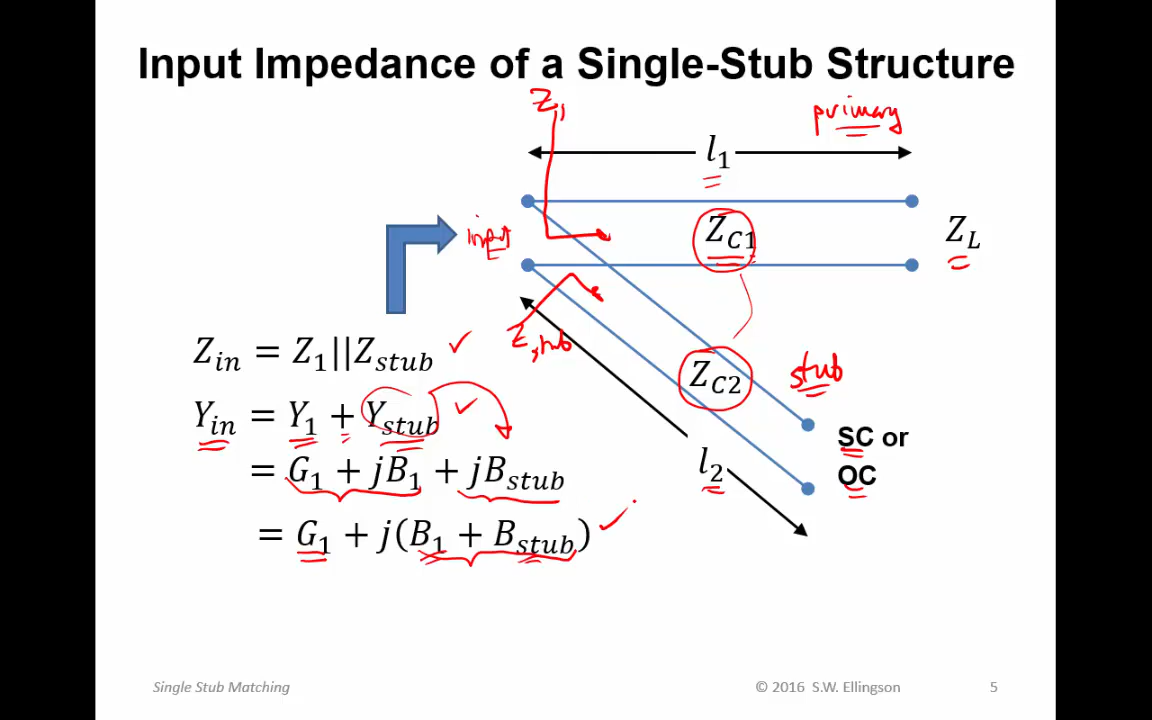 Input Impedance of a Single-Stub Structure
Z1
primary
l1
input
ZC1
ZL
Zin = Z1||Zstub
Zstub
ZC2
stub
Yin = Y1 + Ystub
SC or
OC
= G1 + jB1 + jBstub
l2
= G1 + j(B1 + Bstub)
Single Stub Matching
© 2016 S.W. Ellingson
5